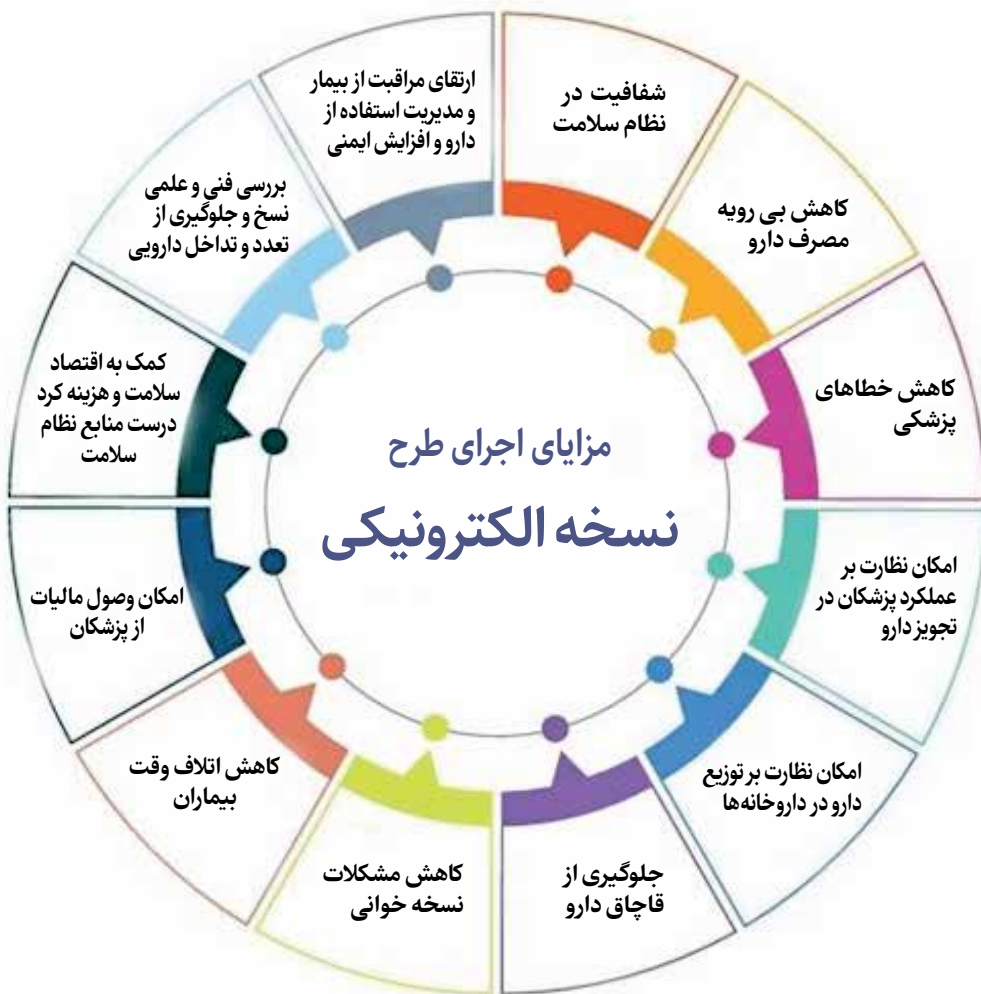 مزایای اجرای طرح
نسخه الکترونیکی
شفافیت در
نظام سلامت
کاهش بی رویه
مصرف دارو
کاهش خطاهای
پزشکی
امکان نظارت بر
عملکرد پزشکان در
تجویز دارو
امکان نظارت بر توزیع
دارو در داروخانه‌ها
جلوگیری از
قاچاق دارو
کاهش مشکلات
نسخه خوانی
کاهش اتلاف وقت
بیماران
امکان وصول مالیات
از پزشکان
کمک به اقتصاد
سلامت و هزینه کرد
درست منابع نظام
سلامت
بررسی فنی و علمی
نسخ و جلوگیری از
تعدد و تداخل دارویی
ارتقای مراقبت از بیمار
و مدیریت استفاده از
دارو و افزایش ایمنی